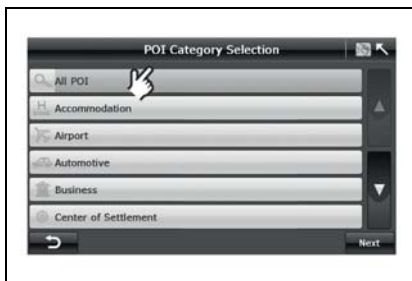 POI Category Selection
All POI
Accommodation
Airport
Automotive
Business
Center of Settlement
Next